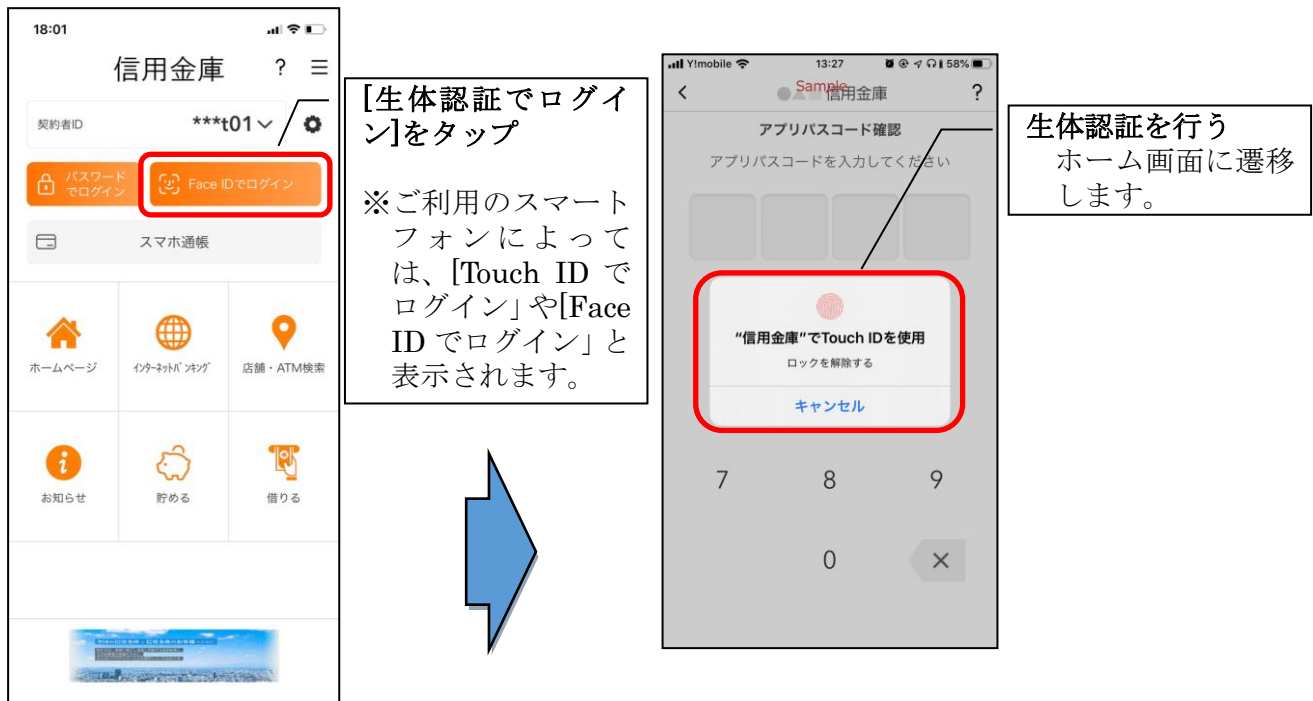 18:01
信用金庫 ?
契約者ID ***t01
パスワード
でログイン
Face IDでログイン
スマホ通帳
ホームページ
インターネットバンキング
店舗・ATM検索
お知らせ
貯める
借りる
[生体認証でログイ
ン]をタップ
※ご利用のスマート
フォンによって
は、[Touch ID で
ログイン」や[Face
ID でログイン」と
表示されます。
Y!mobile 13:27 58%
Sample
信用金庫 ?
アプリパスコード確認
アプリパスコードを入力してください
“信用金庫”でTouch IDを使用
ロックを解除する
キャンセル
7 8 9
0
生体認証を行う
ホーム画面に遷移
します。